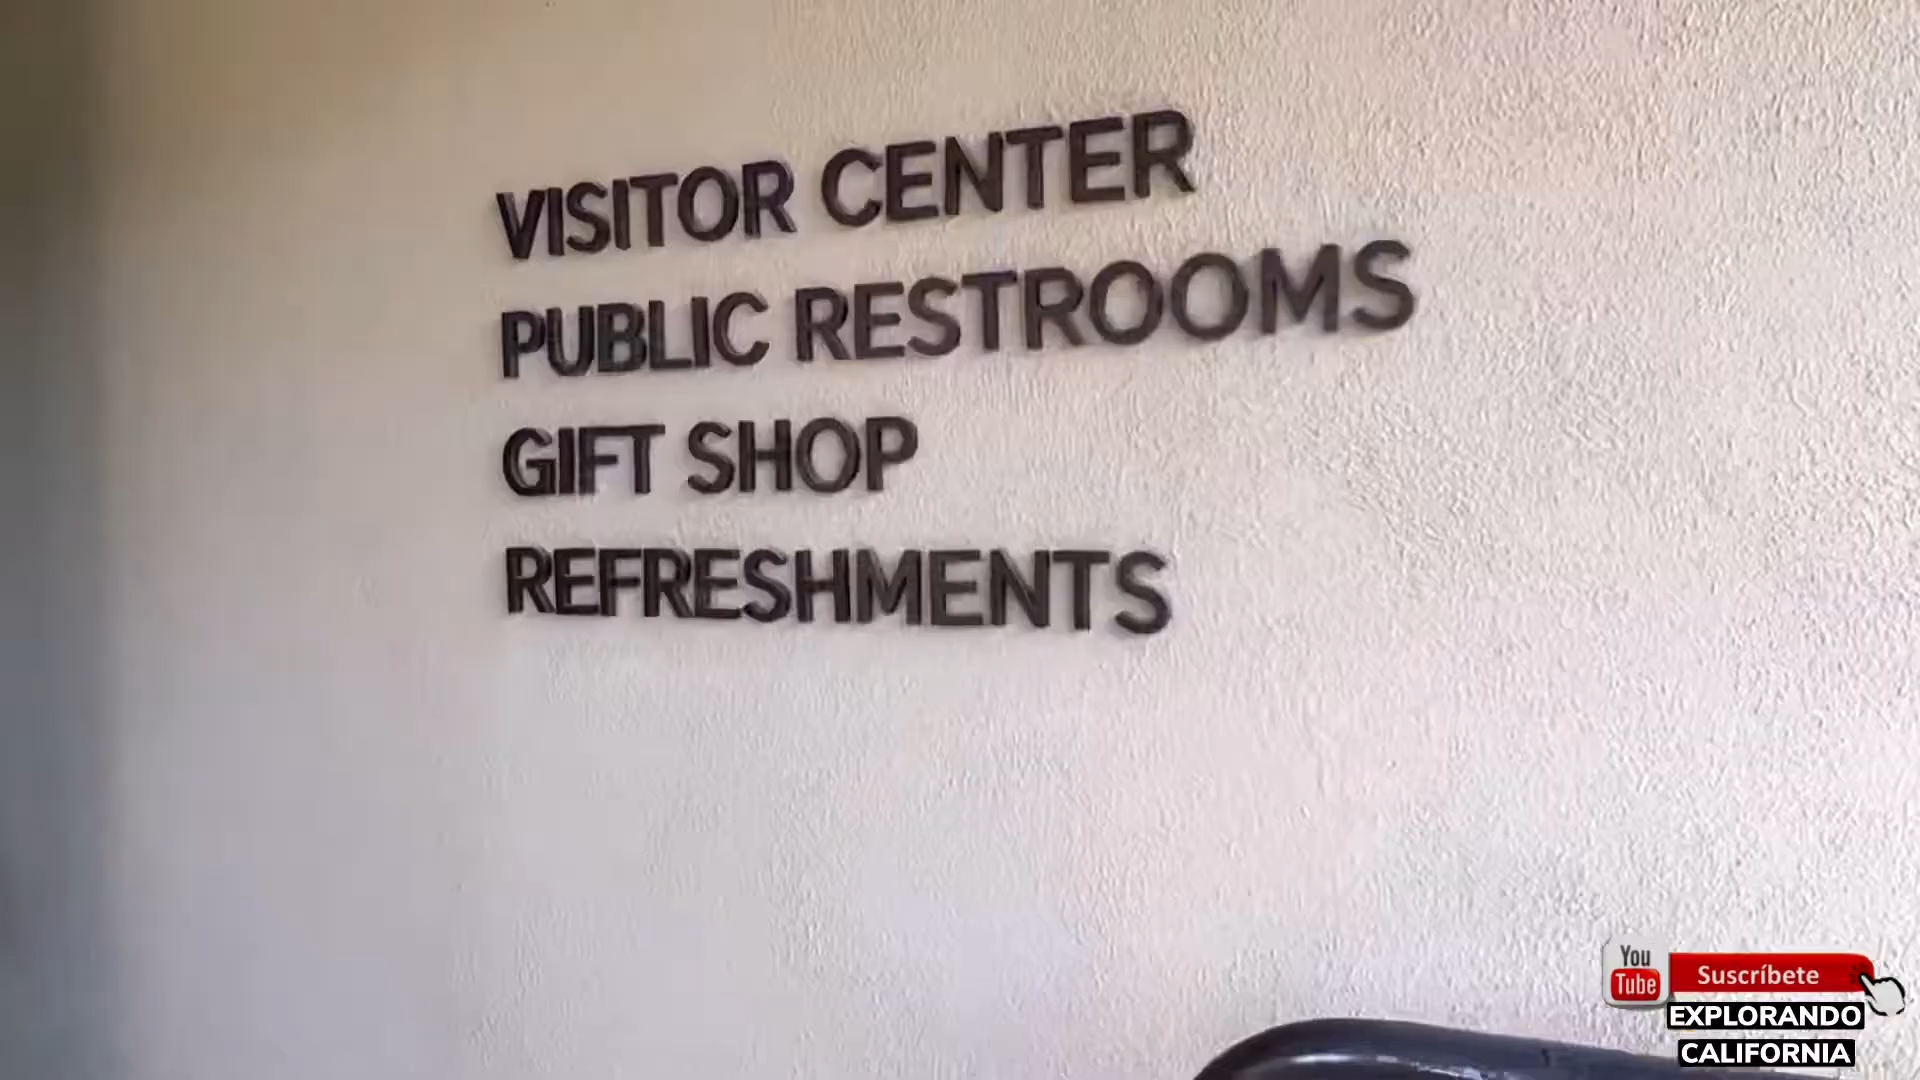 VISITOR CENTER
PUBLIC RESTROOMS
GIFT SHOP
REFRESHMENTS
You
Tube
Suscríbete
EXPLORANDO
CALIFORNIA